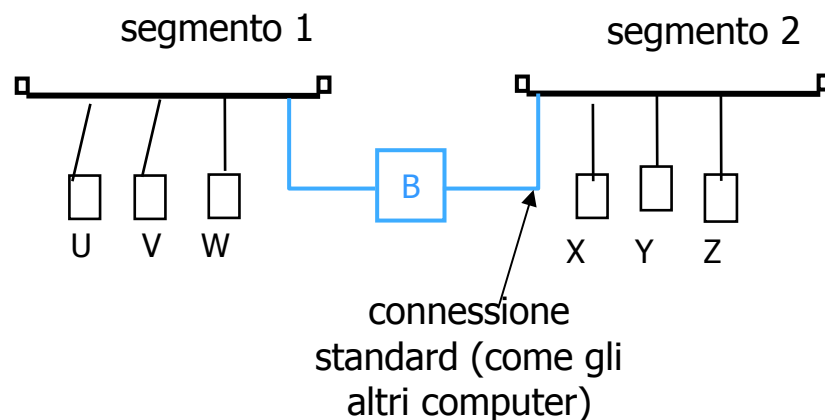 segmento 1
segmento 2
B
U V W
X Y Z
connessione
standard (come gli
altri computer)